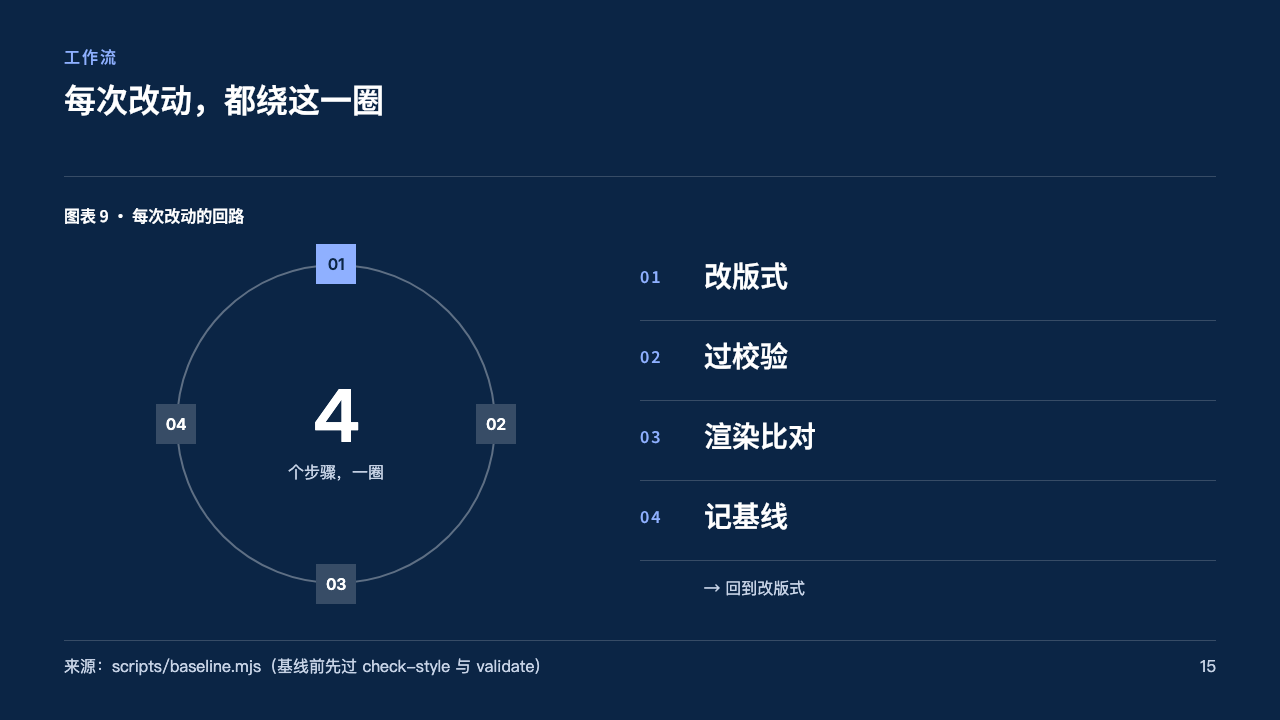 工作流
每次改动，都绕这一圈
图表 9 · 每次改动的回路
01
02
03
04
4
个步骤，一圈
01 改版式
02 过校验
03 渲染比对
04 记基线
→ 回到改版式
来源：scripts/baseline.mjs（基线前先过 check-style 与 validate）
15